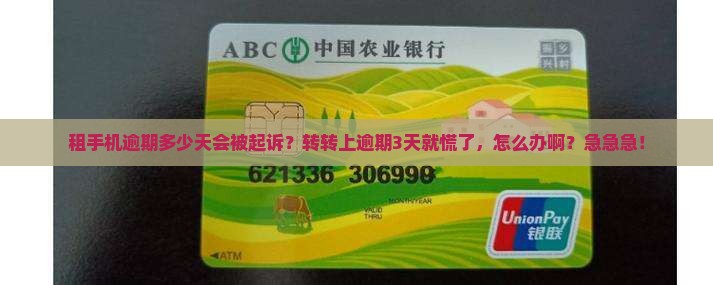 ABC 中国农业银行
乡村
振兴
租手机逾期多少天会被起诉？转转上逾期3天就慌了，怎么办啊？急急急！
621336 306990
MONTH/YEAR
VALID
THRU
UnionPay
银联
◀ATM